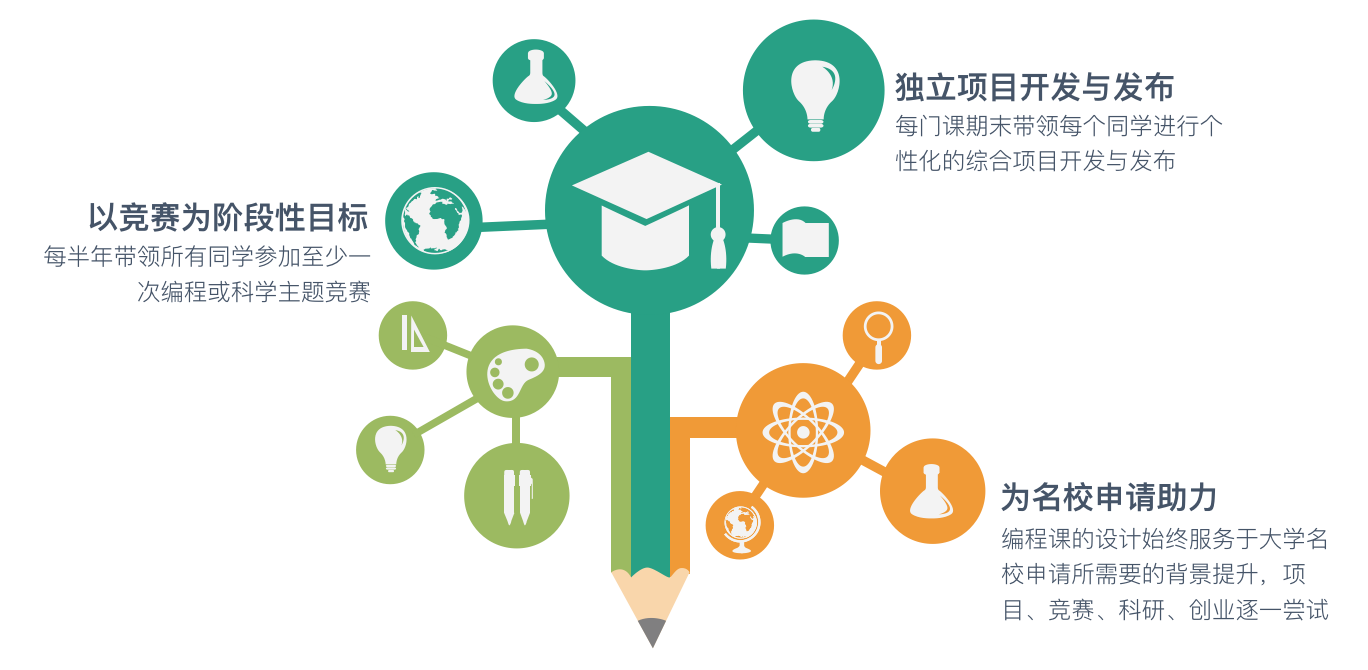 独立项目开发与发布
每门课期末带领每个同学进行个
性化的综合项目开发与发布
以竞赛为阶段性目标
每半年带领所有同学参加至少一
次编程或科学主题竞赛
为名校申请助力
编程课的设计始终服务于大学名
校申请所需要的背景提升，项
目、竞赛、科研、创业逐一尝试